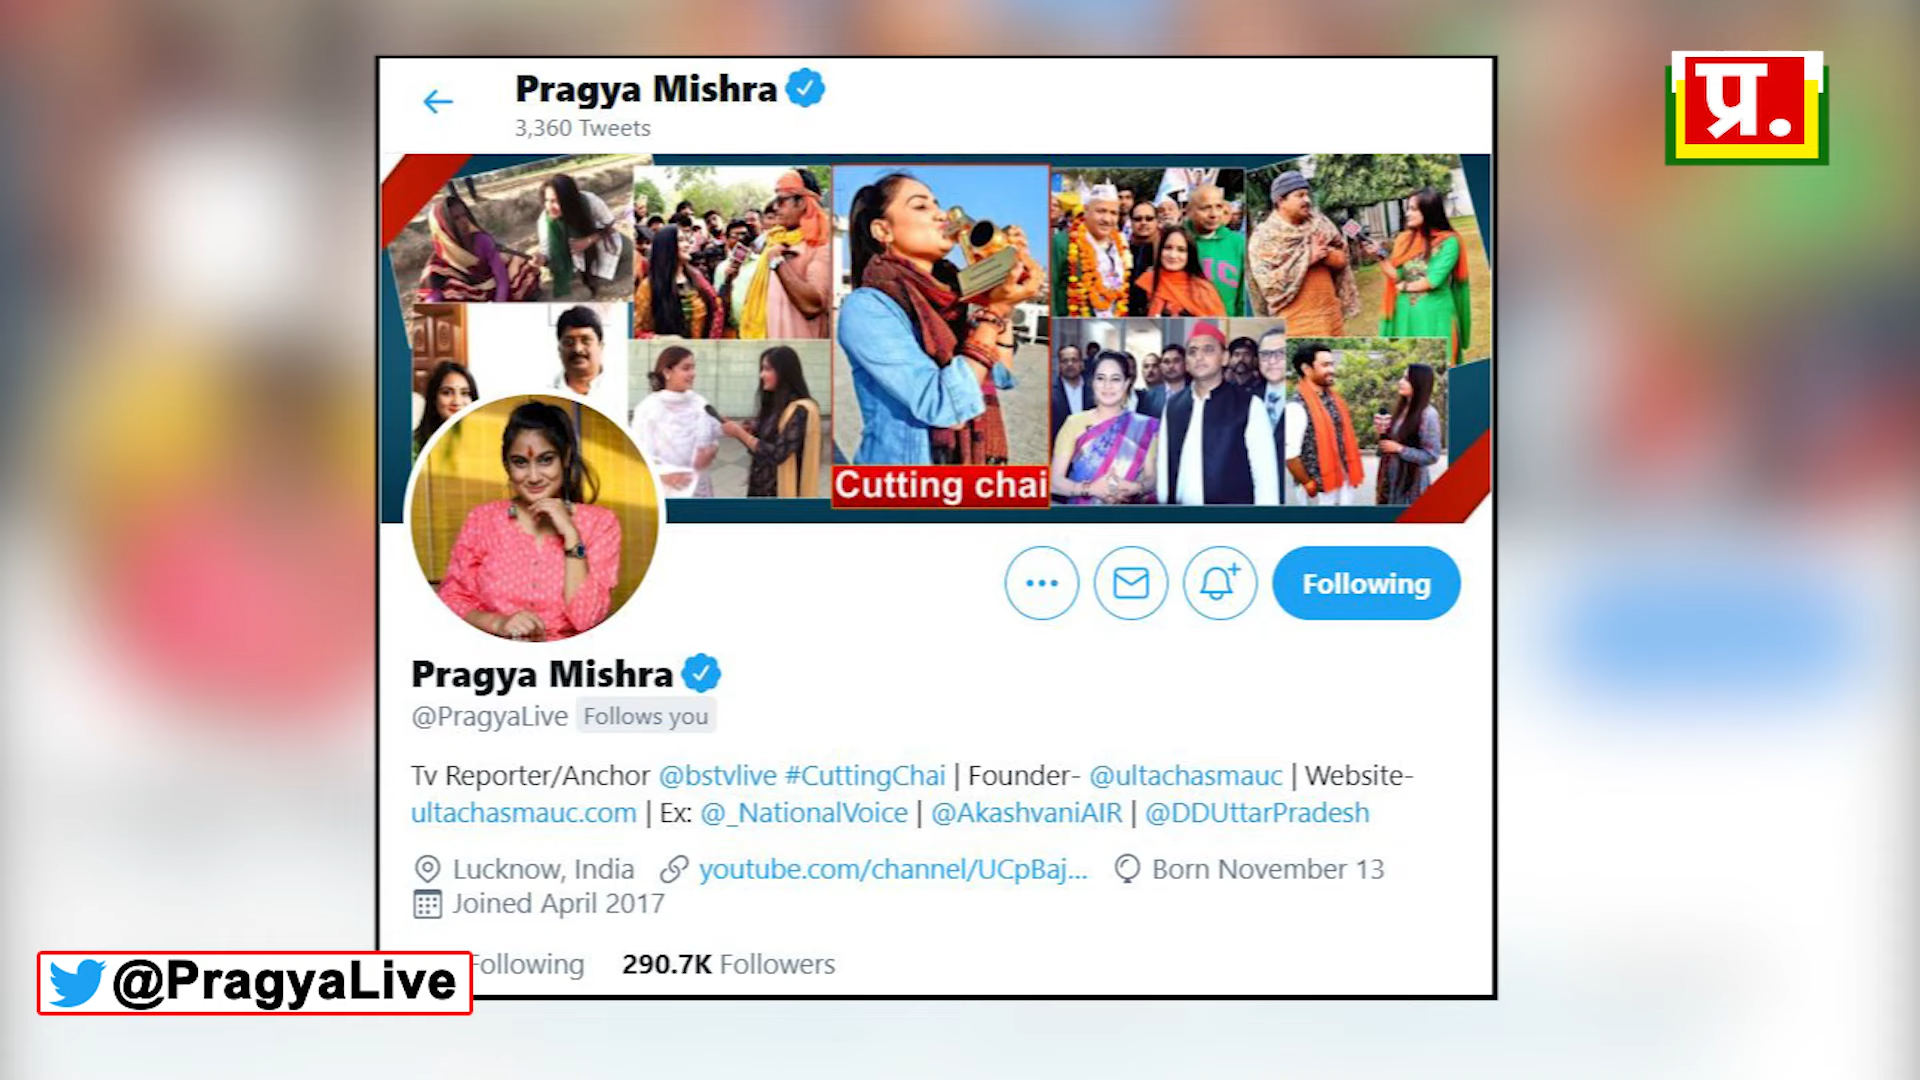 Pragya Mishra
3,360 Tweets
प्र.
Cutting chai
Following
Pragya Mishra
@PragyaLive Follows you
Tv Reporter/Anchor @bstvlive #CuttingChai | Founder- @ultachasmauc | Website-
ultachasmauc.com | Ex: @_NationalVoice | @AkashvaniAIR | @DDUttarPradesh
Lucknow, India youtube.com/channel/UCpBaj... Born November 13
Joined April 2017
Following 290.7K Followers
@PragyaLive